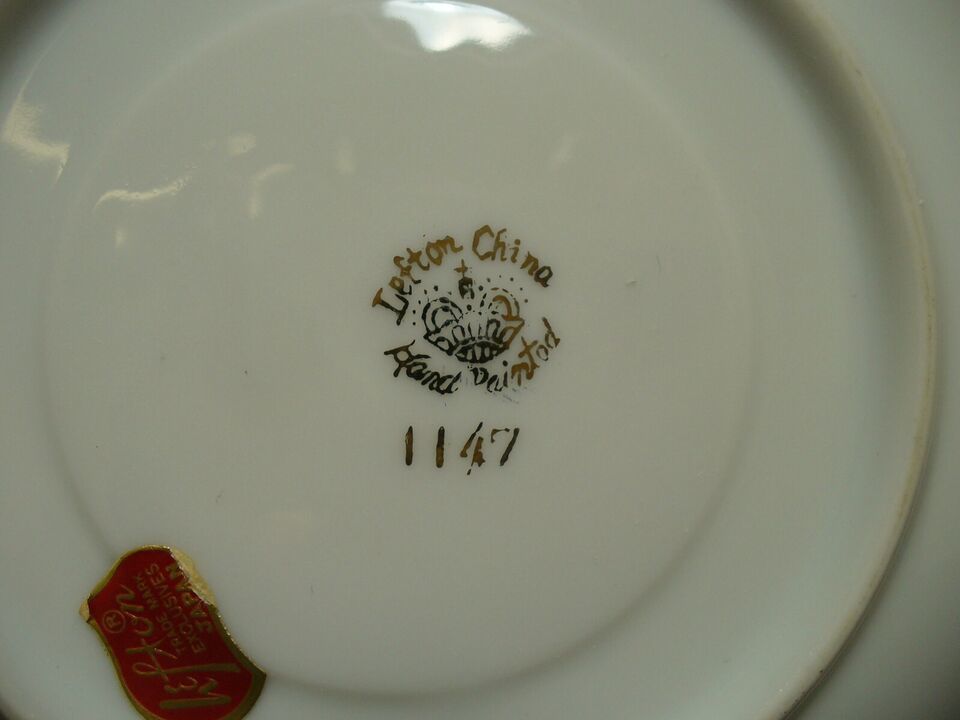 Lefton China
Hand painted
1147
Lefton ®
TRADE MARK
EXCLUSIVES
JAPAN